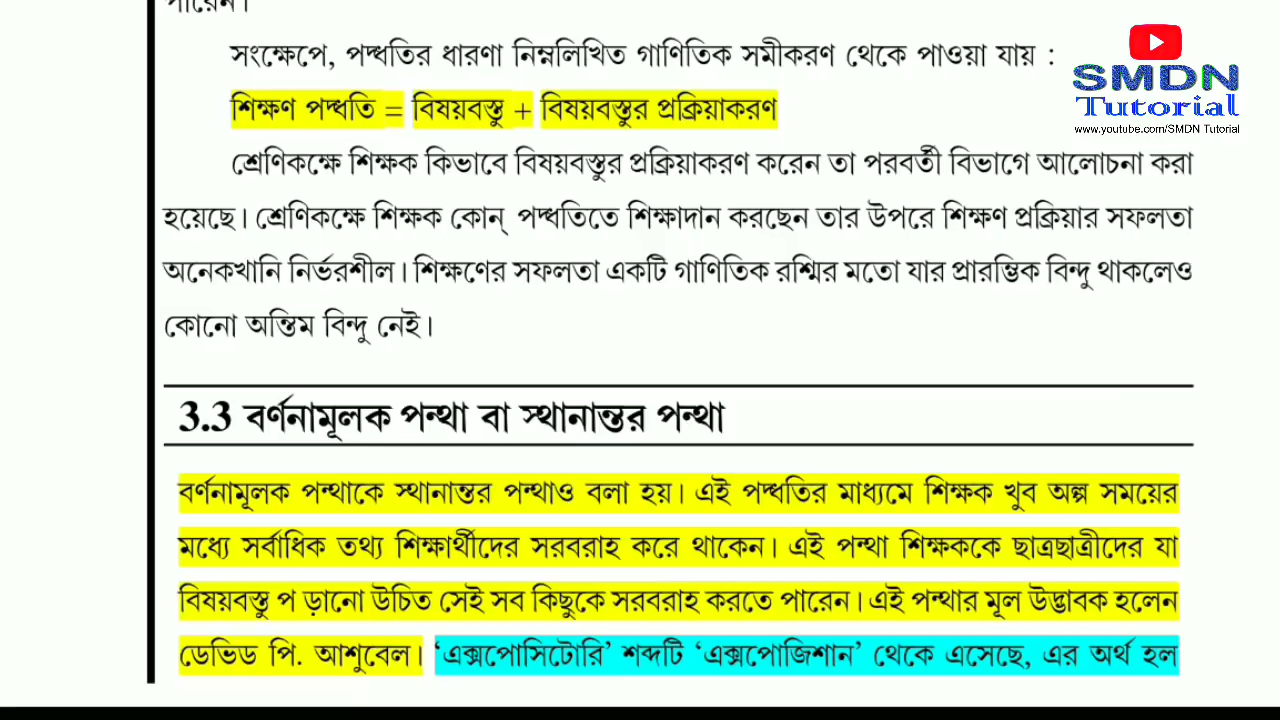 পারেন।
সংক্ষেপে, পদ্ধতির ধারণা নিম্নলিখিত গাণিতিক সমীকরণ থেকে পাওয়া যায় :
শিক্ষণ পদ্ধতি = বিষয়বস্তু + বিষয়বস্তুর প্রক্রিয়াকরণ
শ্রেণিকক্ষে শিক্ষক কিভাবে বিষয়বস্তুর প্রক্রিয়াকরণ করেন তা পরবর্তী বিভাগে আলোচনা করা
হয়েছে। শ্রেণিকক্ষে শিক্ষক কোন্ পদ্ধতিতে শিক্ষাদান করছেন তার উপরে শিক্ষণ প্রক্রিয়ার সফলতা
অনেকখানি নির্ভরশীল। শিক্ষণের সফলতা একটি গাণিতিক রশ্মির মতো যার প্রারম্ভিক বিন্দু থাকলেও
কোনো অন্তিম বিন্দু নেই।
3.3 বর্ণনামূলক পন্থা বা স্থানান্তর পন্থা
বর্ণনামূলক পন্থাকে স্থানান্তর পন্থাও বলা হয়। এই পদ্ধতির মাধ্যমে শিক্ষক খুব অল্প সময়ের
মধ্যে সর্বাধিক তথ্য শিক্ষার্থীদের সরবরাহ করে থাকেন। এই পন্থা শিক্ষককে ছাত্রছাত্রীদের যা
বিষয়বস্তু প ড়ানো উচিত সেই সব কিছুকে সরবরাহ করতে পারেন। এই পন্থার মূল উদ্ভাবক হলেন
ডেভিড পি. আশুবেল। ‘এক্সপোসিটোরি’ শব্দটি ‘এক্সপোজিশান’ থেকে এসেছে, এর অর্থ হল
SMDN
Tutorial
www.youtube.com/SMDN Tutorial